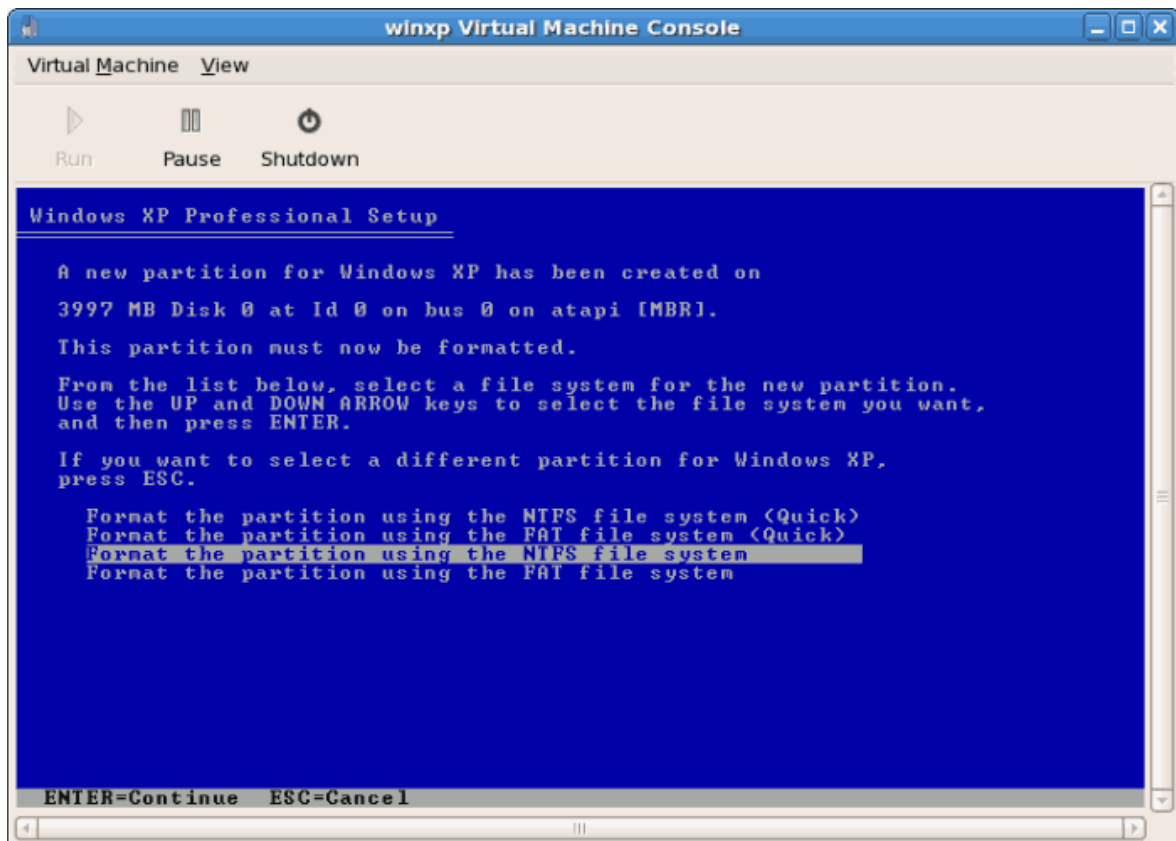 winxp Virtual Machine Console
Virtual Machine View
Run Pause Shutdown
Windows XP Professional Setup
A new partition for Windows XP has been created on
3997 MB Disk 0 at Id 0 on bus 0 on atapi [MBR].
This partition must now be formatted.
From the list below, select a file system for the new partition.
Use the UP and DOWN ARROW keys to select the file system you want,
and then press ENTER.
If you want to select a different partition for Windows XP,
press ESC.
Format the partition using the NTFS file system (Quick)
Format the partition using the FAT file system (Quick)
Format the partition using the NTFS file system
Format the partition using the FAT file system
ENTER=Continue ESC=Cancel